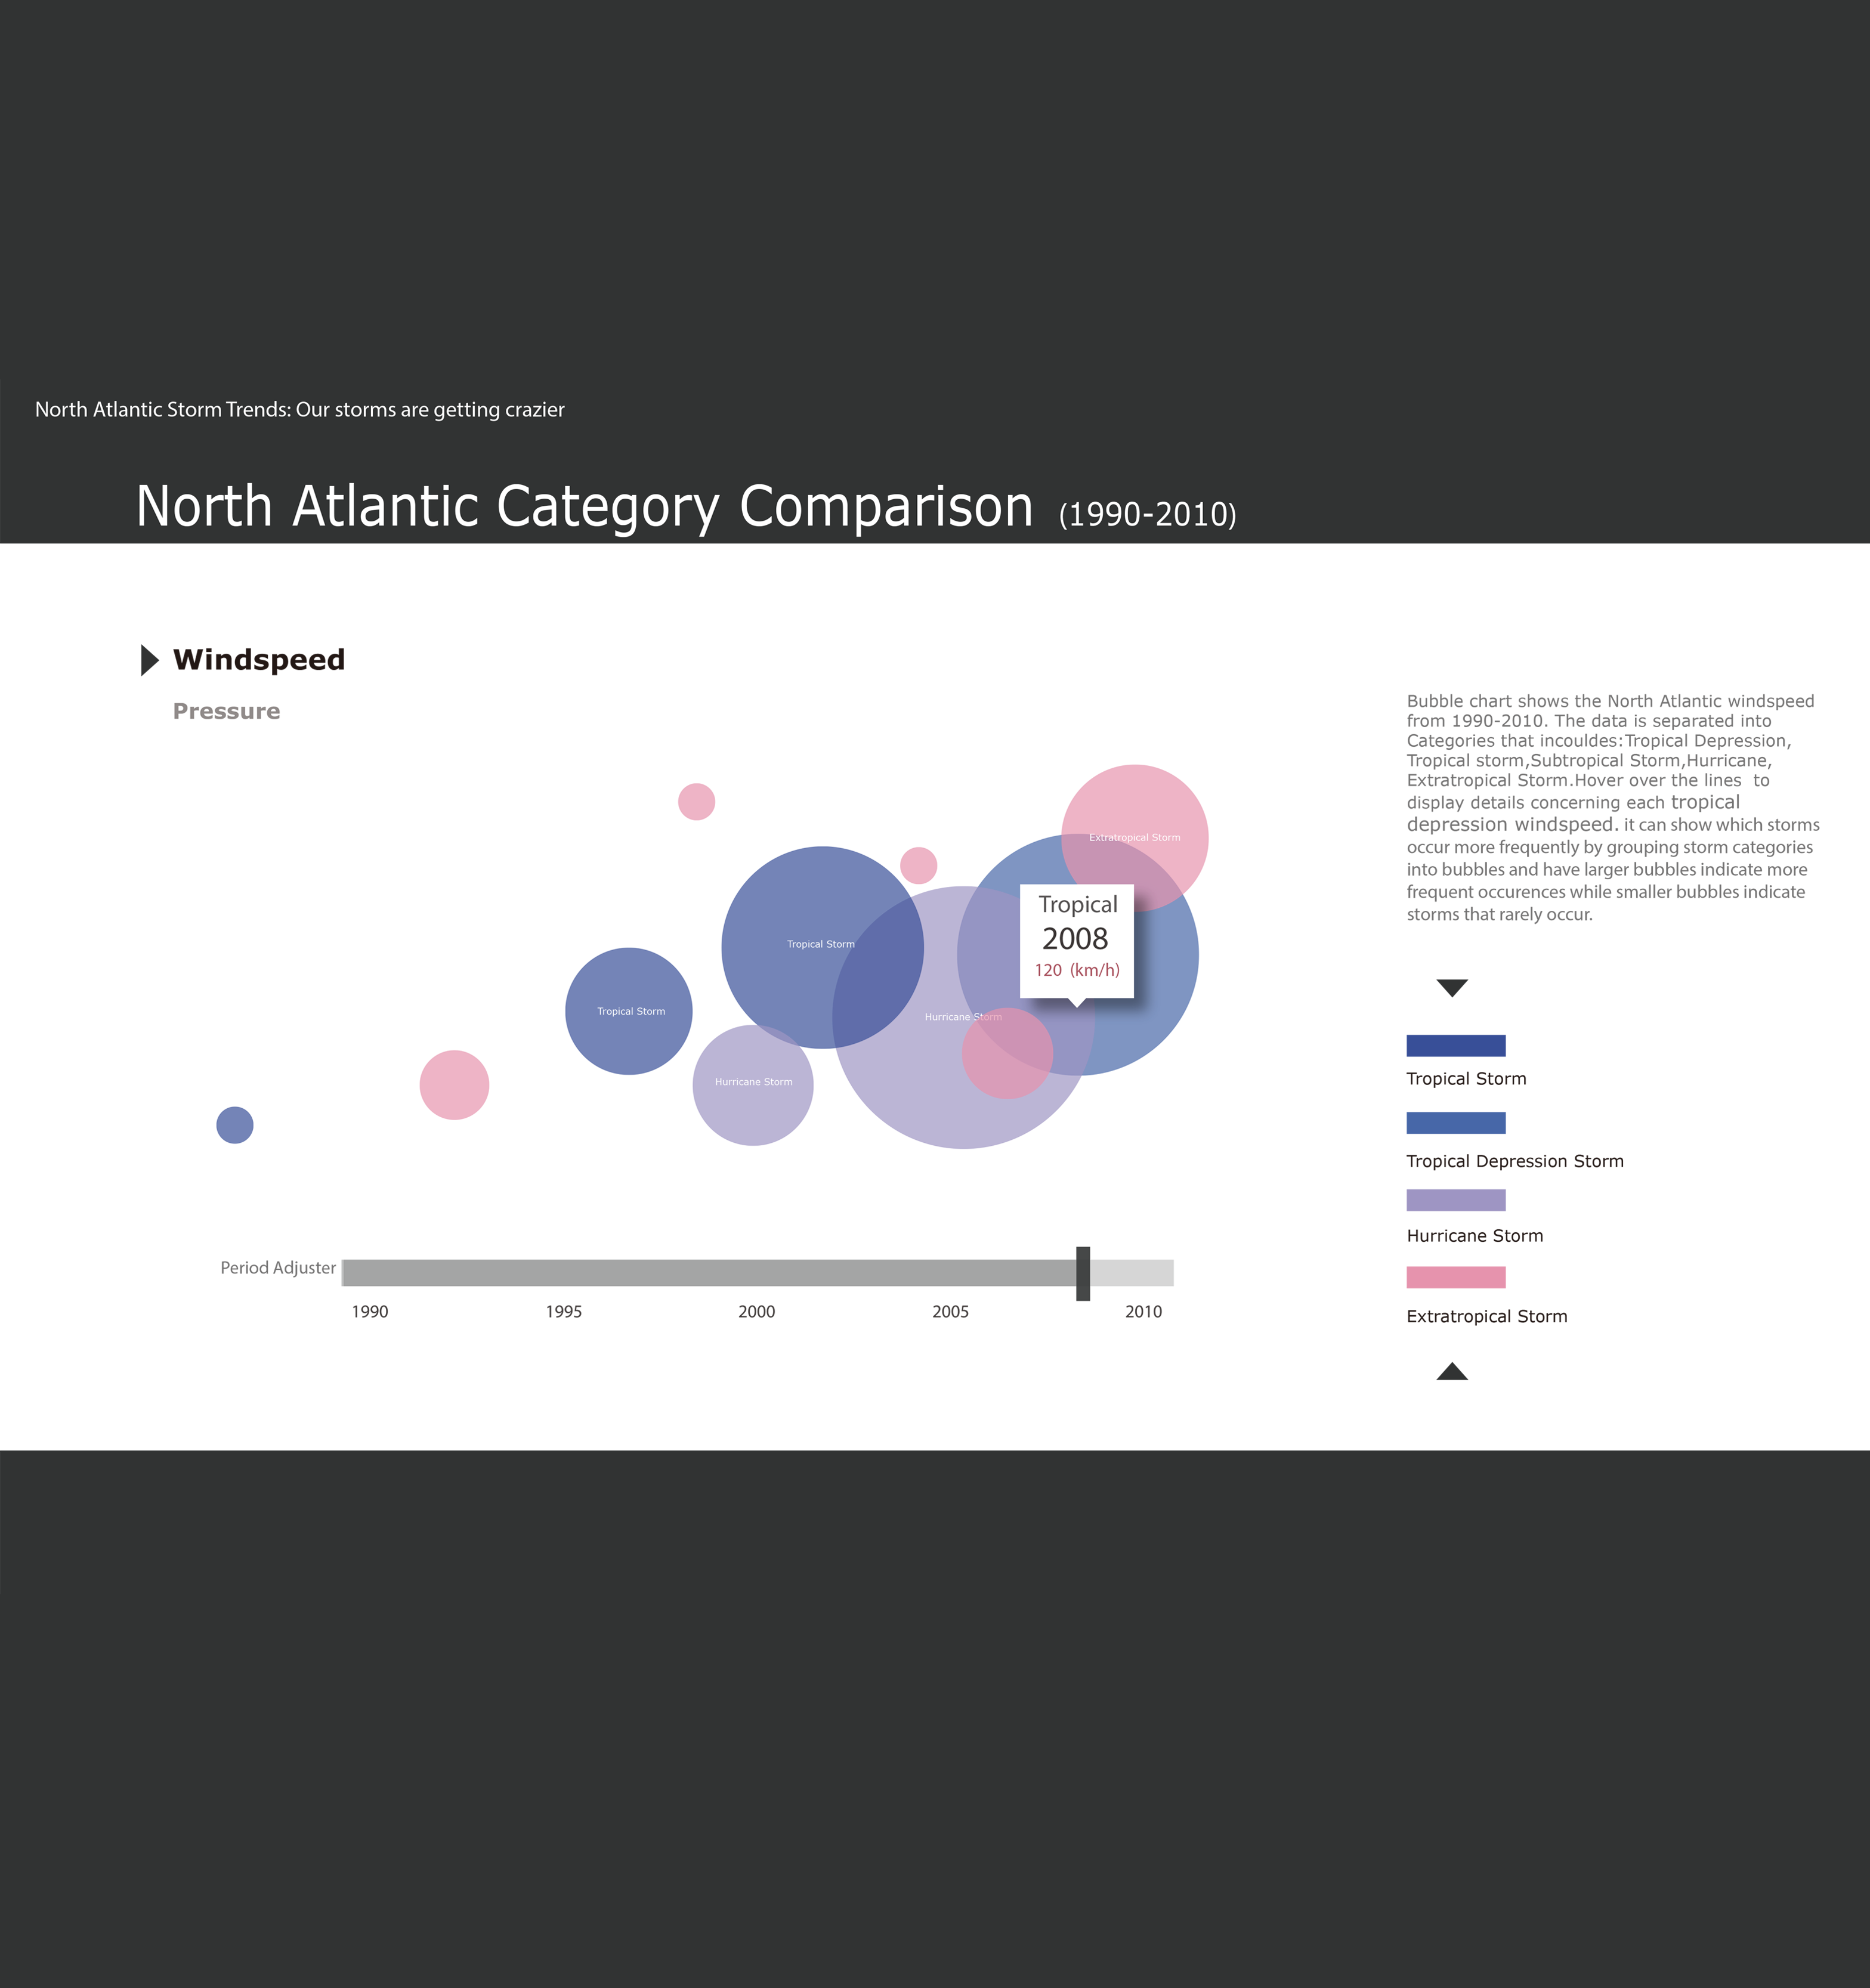 North Atlantic Storm Trends: Our storms are getting crazier
North Atlantic Category Comparison (1990-2010)
Windspeed
Pressure
Bubble chart shows the North Atlantic windspeed
from 1990-2010. The data is separated into
Categories that incouldes:Tropical Depression,
Tropical storm,Subtropical Storm,Hurricane,
Extratropical Storm.Hover over the lines to
display details concerning each tropical
depression windspeed. it can show which storms
occur more frequently by grouping storm categories
into bubbles and have larger bubbles indicate more
frequent occurences while smaller bubbles indicate
storms that rarely occur.
Extratropical Storm
Tropical
2008
120 (km/h)
Tropical Storm
Tropical Storm
Hurricane Storm
Hurricane Storm
Tropical Storm
Tropical Depression Storm
Hurricane Storm
Extratropical Storm
Period Adjuster
1990 1995 2000 2005 2010